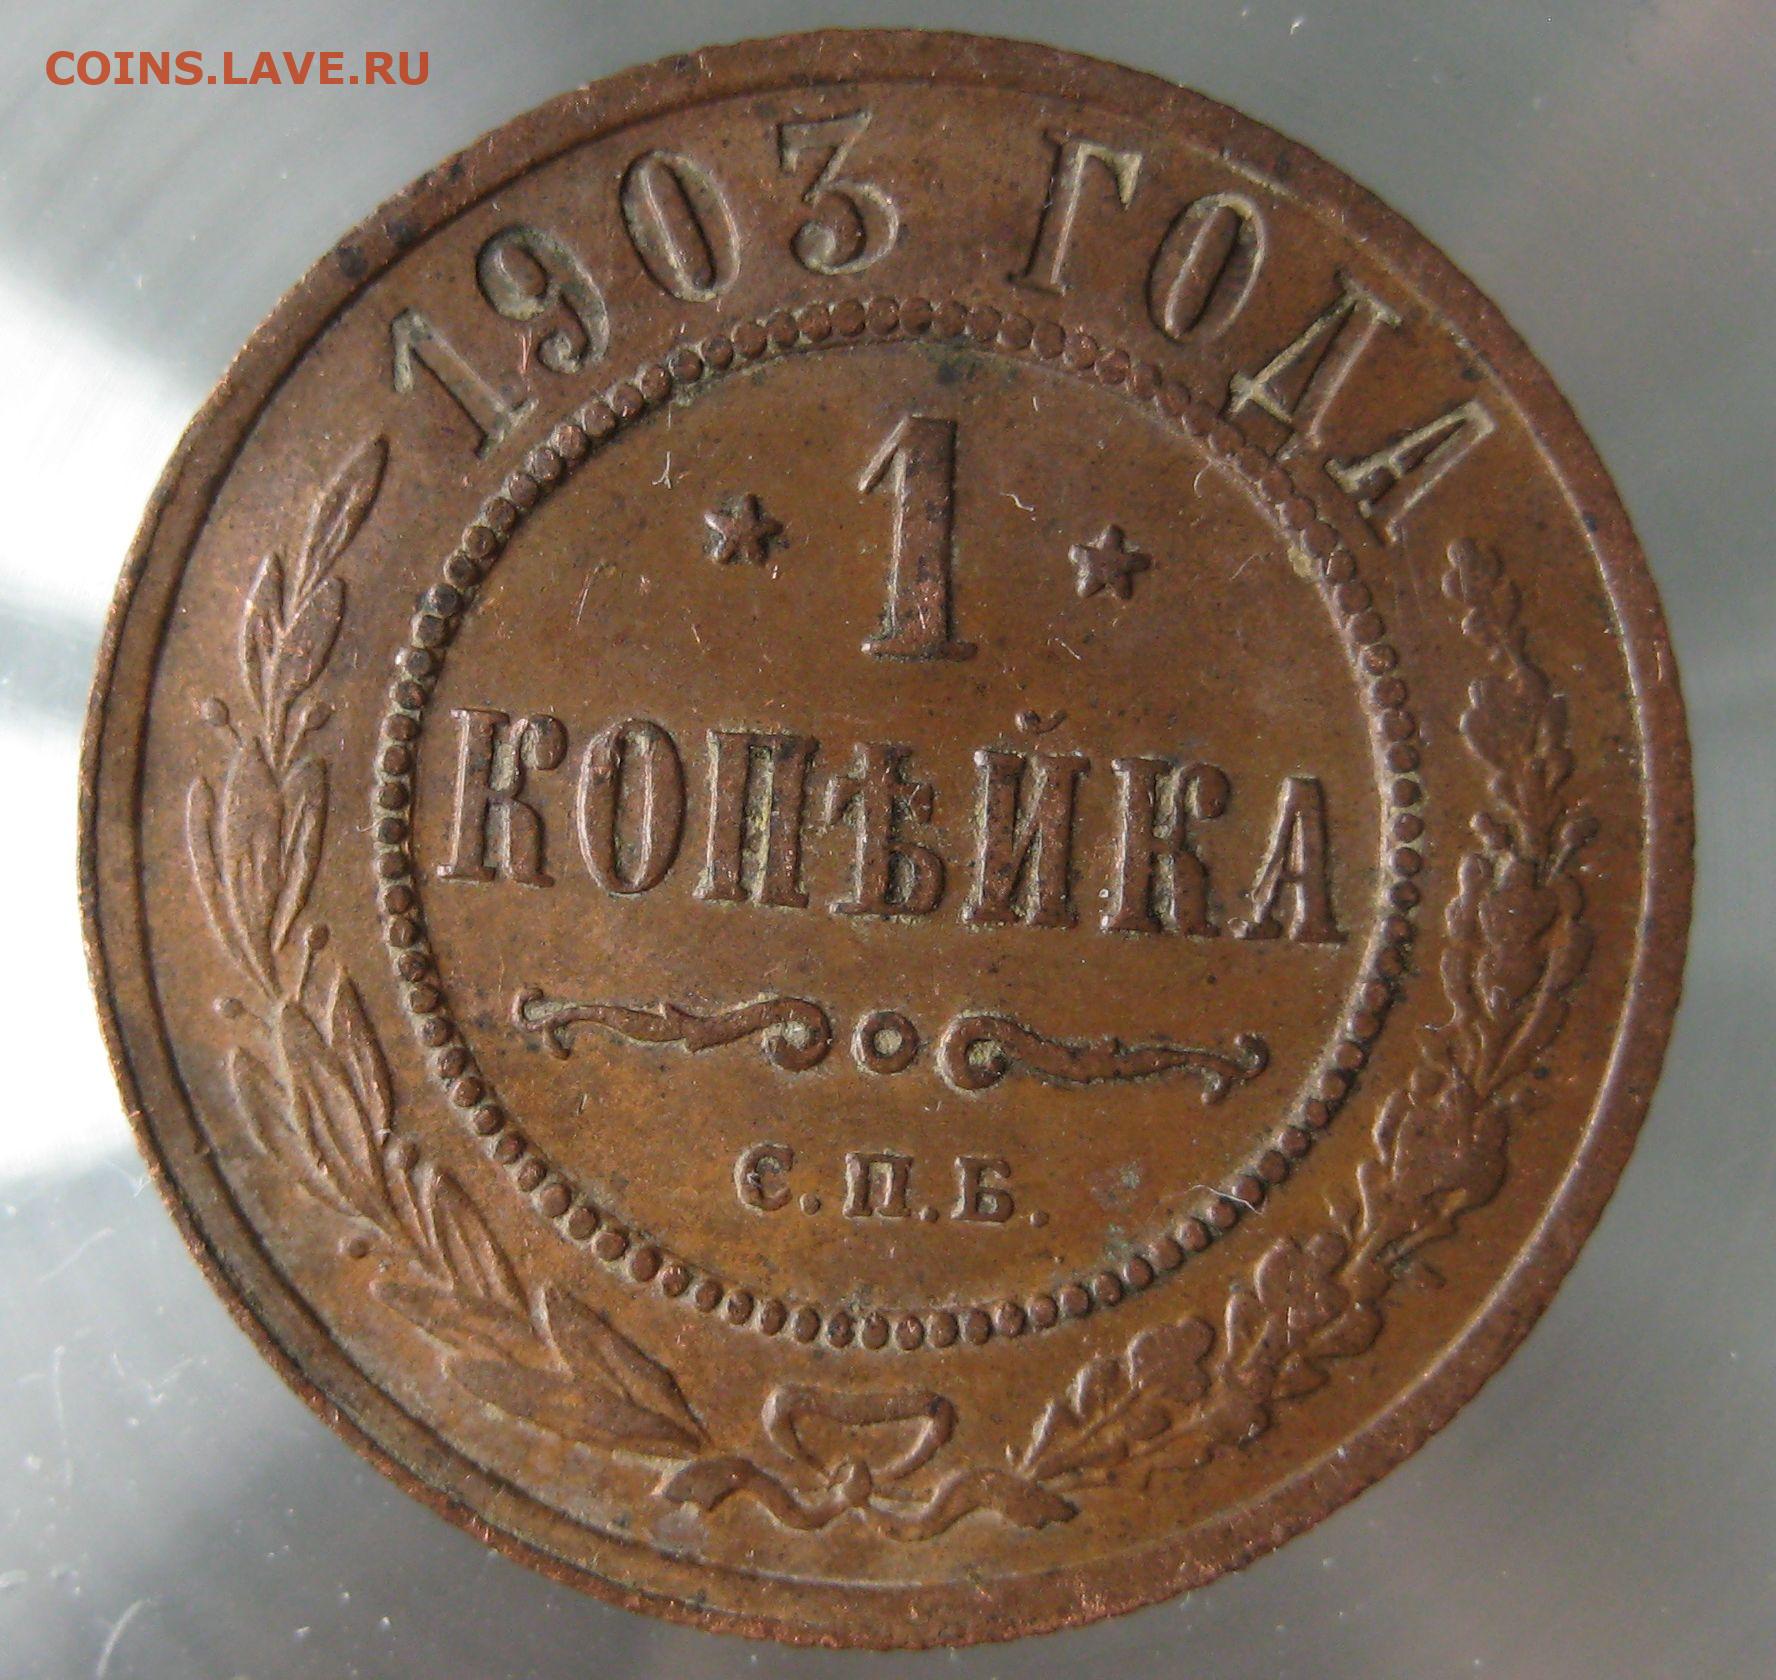 COINS.LAVE.RU
1903 ГОДА
1
КОПѢЙКА
С.П.Б.